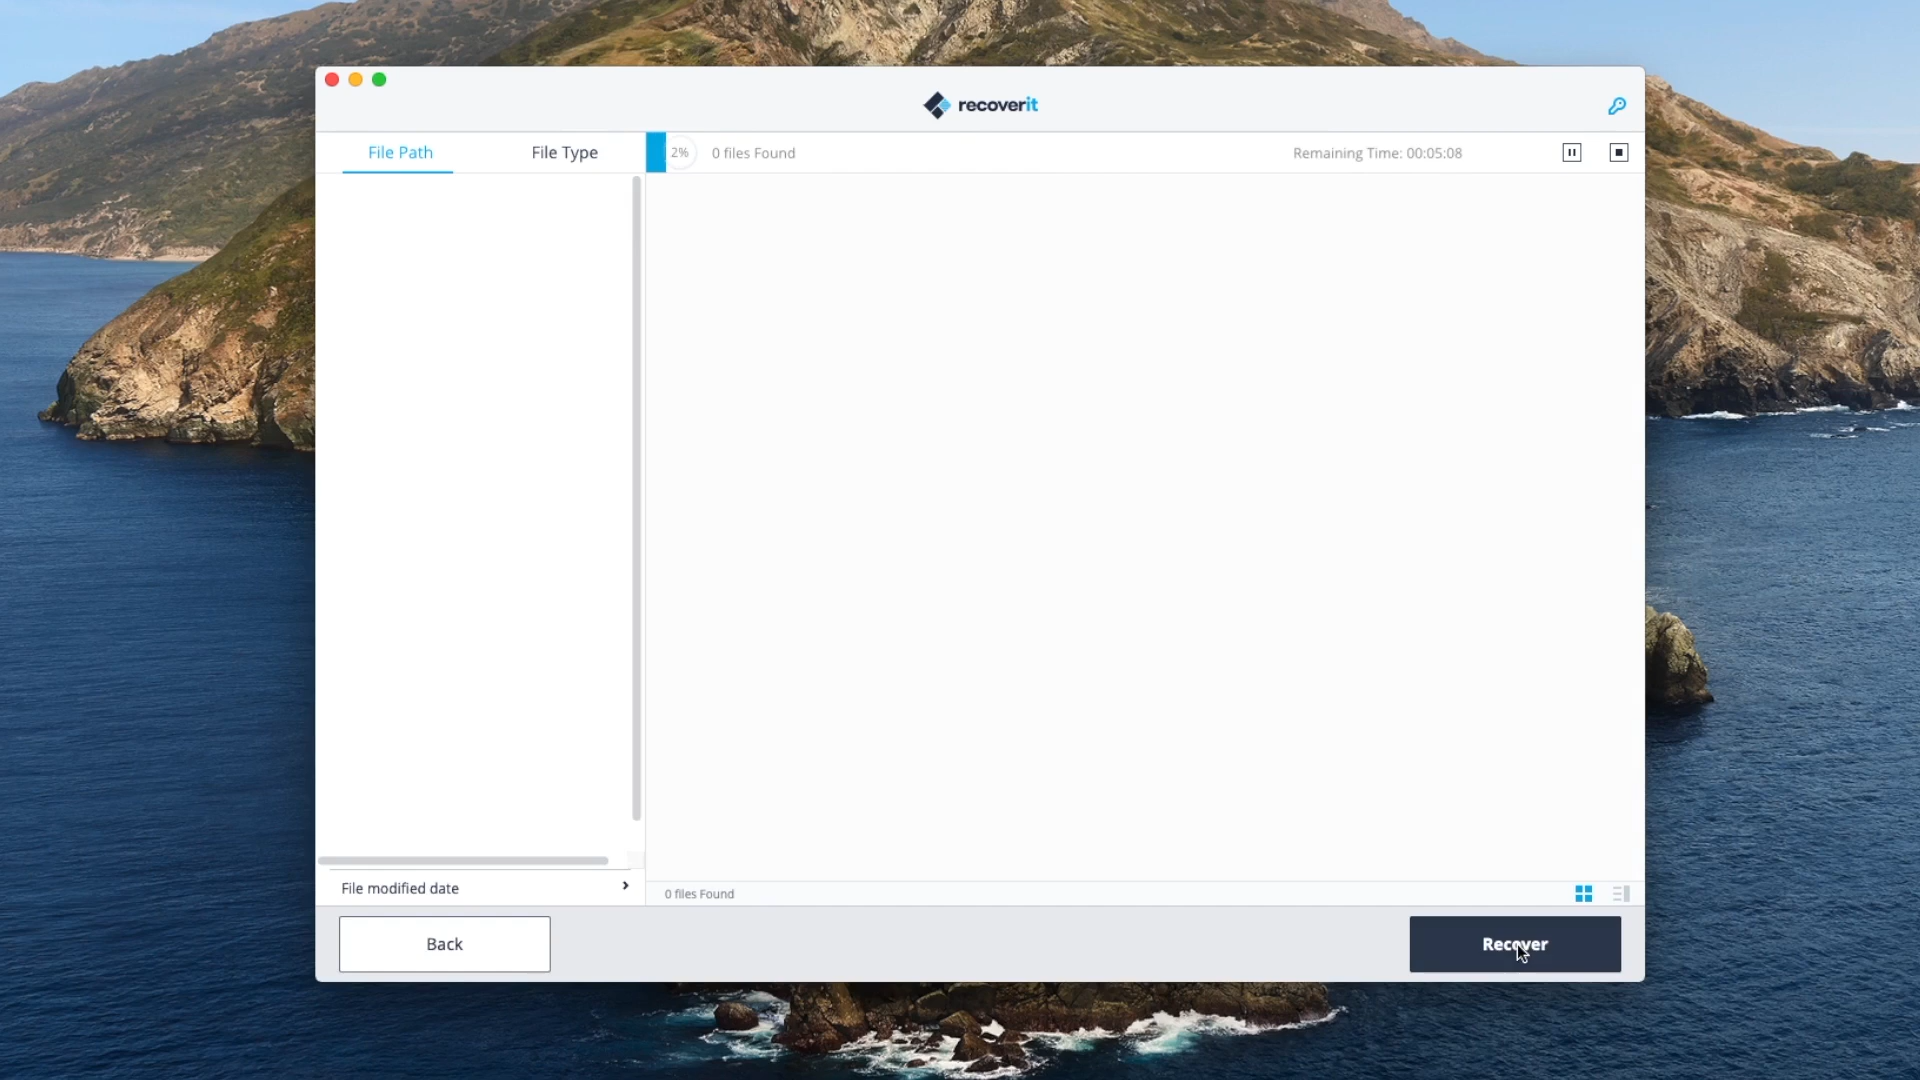 recoverit
File Path
File Type
2%
0 files Found
Remaining Time: 00:05:08
File modified date
0 files Found
Back
Recover